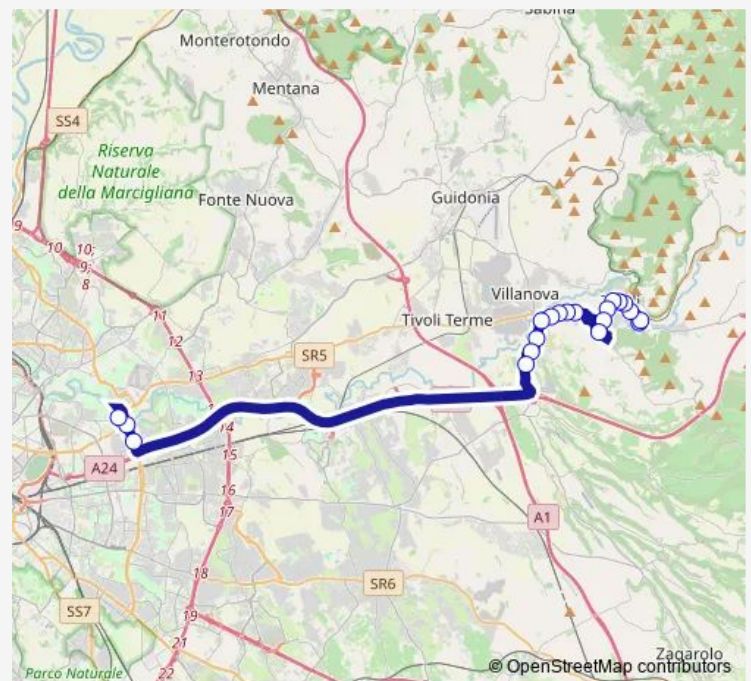 Sabina
Monterotondo
Mentana
SS4
Riserva
Naturale
della Marcigliana
Fonte Nuova
Guidonia
9
10
10;
9;
8
11
Villanova
12
Tivoli Terme
13
SR5
14
15
A24
16
17
A1
18
SR6
SS7
19
21
22
Zagarolo
Parco Naturale
© OpenStreetMap contributors